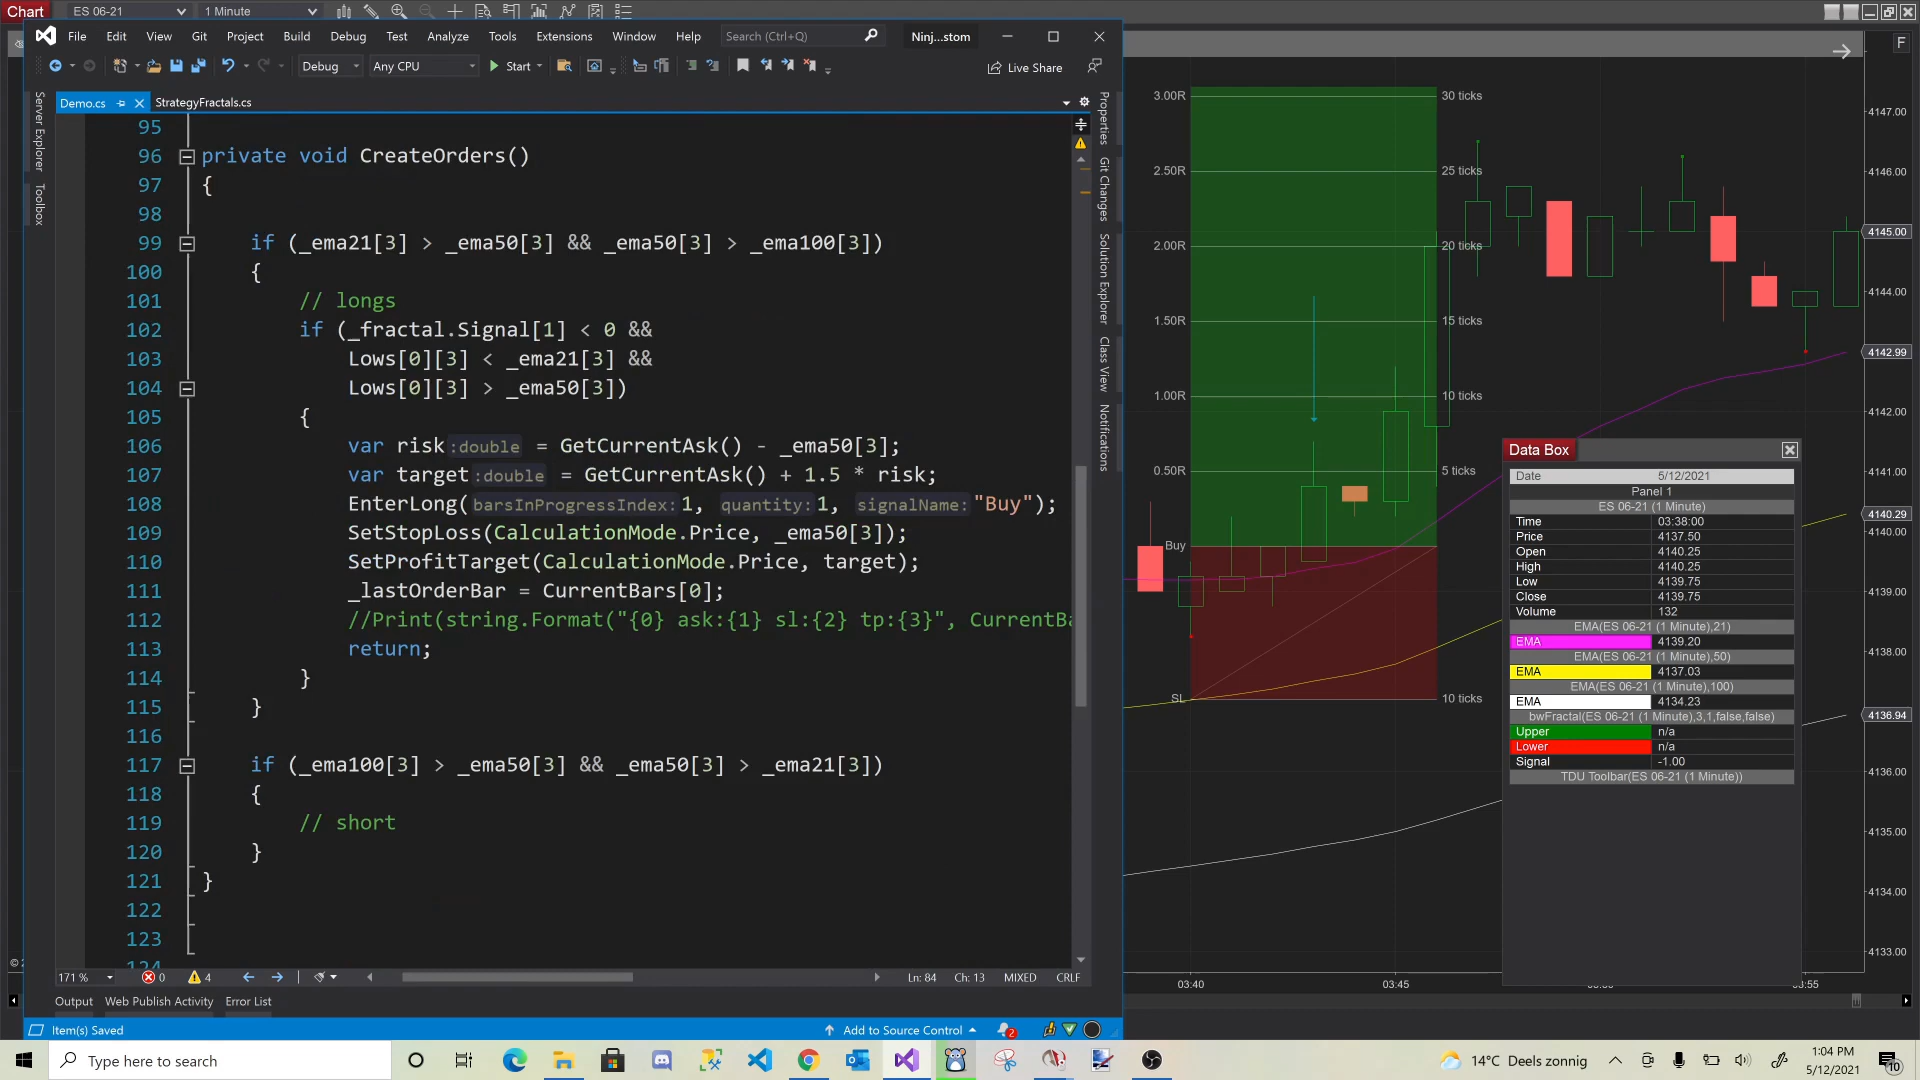 Chart ES 06-21 1 Minute
File Edit View Git Project Build Debug Test Analyze Tools Extensions Window Help Search (Ctrl+Q) Ninj...stom
Debug Any CPU Start Live Share
Demo.cs StrategyFractals.cs
Server Explorer
Toolbox
95
96 private void CreateOrders()
97 {
98
99 if (_ema21[3] > _ema50[3] && _ema50[3] > _ema100[3])
100 {
101 // longs
102 if (_fractal.Signal[1] < 0 &&
103 Lows[0][3] < _ema21[3] &&
104 Lows[0][3] > _ema50[3])
105 {
106 var risk:double = GetCurrentAsk() - _ema50[3];
107 var target:double = GetCurrentAsk() + 1.5 * risk;
108 EnterLong(barsInProgressIndex:1, quantity:1, signalName:"Buy");
109 SetStopLoss(CalculationMode.Price, _ema50[3]);
110 SetProfitTarget(CalculationMode.Price, target);
111 _lastOrderBar = CurrentBars[0];
112 //Print(string.Format("{0} ask:{1} sl:{2} tp:{3}", CurrentBa
113 return;
114 }
115 }
116
117 if (_ema100[3] > _ema50[3] && _ema50[3] > _ema21[3])
118 {
119 // short
120 }
121 }
122
123
124
Properties
Git Changes
Solution Explorer
Class View
Notifications
171 % 0 4 Ln: 84 Ch: 13 MIXED CRLF
Output Web Publish Activity Error List
Item(s) Saved Add to Source Control 2
F
3.00R 30 ticks
2.50R 25 ticks
2.00R 20 ticks
1.50R 15 ticks
1.00R 10 ticks
0.50R 5 ticks
Buy
SL 10 ticks
4147.00
4146.00
4145.00
4144.00
4142.99
4142.00
4141.00
4140.29
4140.00
4139.00
4138.00
4136.94
4136.00
4135.00
4134.00
4133.00
03:40 03:45 :55
Data Box
Date 5/12/2021
Panel 1
ES 06-21 (1 Minute)
Time 03:38:00
Price 4137.50
Open 4140.25
High 4140.25
Low 4139.75
Close 4139.75
Volume 132
EMA(ES 06-21 (1 Minute),21)
EMA 4139.20
EMA(ES 06-21 (1 Minute),50)
EMA 4137.03
EMA(ES 06-21 (1 Minute),100)
EMA 4134.23
bwFractal(ES 06-21 (1 Minute),3,1,false,false)
Upper n/a
Lower n/a
Signal -1.00
TDU Toolbar(ES 06-21 (1 Minute))
Type here to search
14°C Deels zonnig
1:04 PM
5/12/2021
10